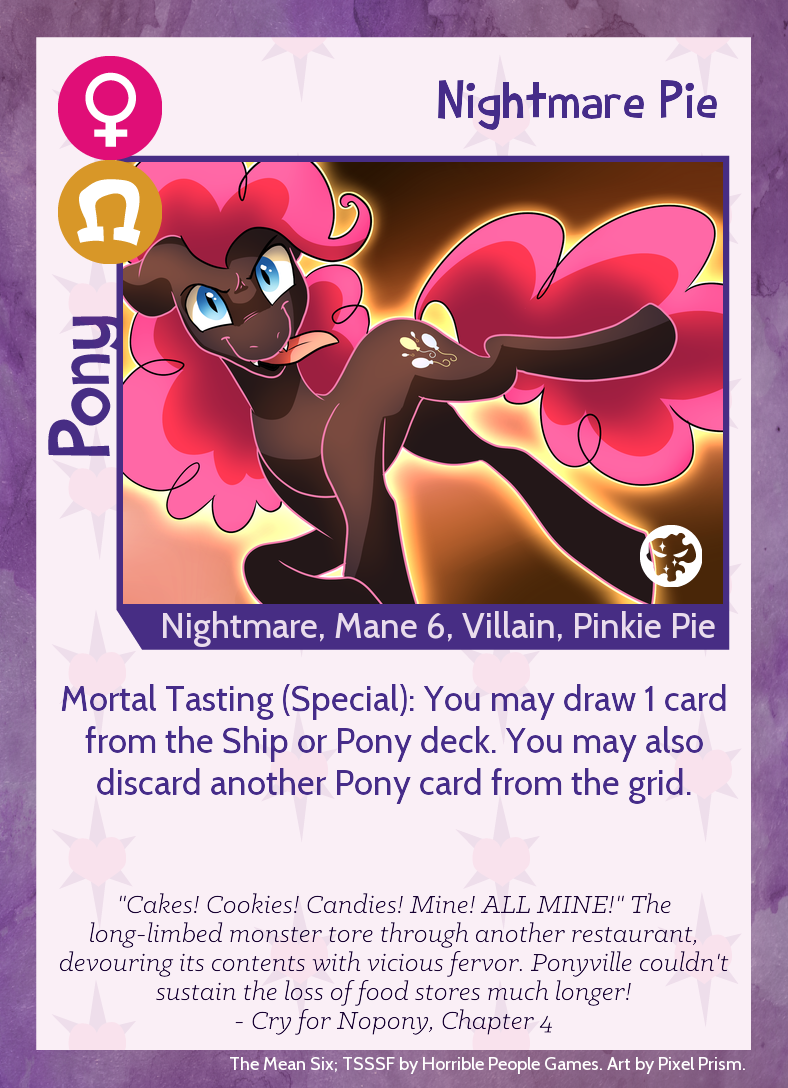 Nightmare Pie
Pony
Nightmare, Mane 6, Villain, Pinkie Pie
Mortal Tasting (Special): You may draw 1 card
from the Ship or Pony deck. You may also
discard another Pony card from the grid.
"Cakes! Cookies! Candies! Mine! ALL MINE!" The
long-limbed monster tore through another restaurant,
devouring its contents with vicious fervor. Ponyville couldn't
sustain the loss of food stores much longer!
- Cry for Nopony, Chapter 4
The Mean Six; TSSSF by Horrible People Games. Art by Pixel Prism.